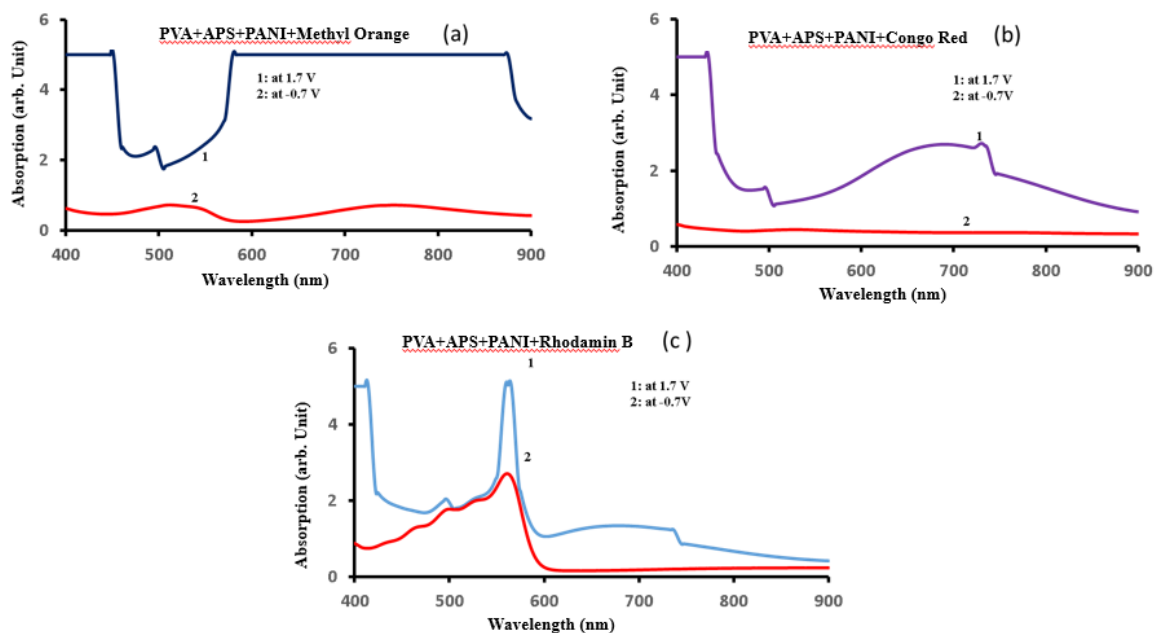 PVA+APS+PANI+Methyl Orange
(a)
1: at 1.7 V
2: at -0.7 V
1
2
Absorption (arb. Unit)
6
4
2
0
400 500 600 700 800 900
Wavelength (nm)
PVA+APS+PANI+Congo Red
(b)
1: at 1.7 V
2: at -0.7V
1
2
Absorption (arb. Unit)
6
4
2
0
400 500 600 700 800 900
Wavelength (nm)
PVA+APS+PANI+Rhodamin B
(c)
1
1: at 1.7 V
2: at -0.7V
2
Absorption (arb. Unit)
6
4
2
0
400 500 600 700 800 900
Wavelength (nm)